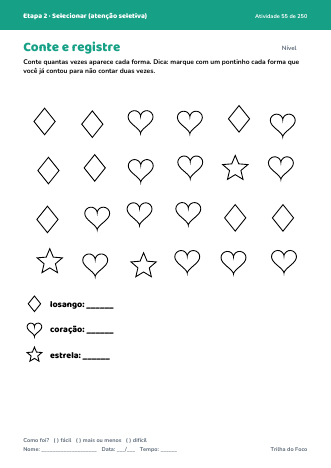 Etapa 2 · Selecionar (atenção seletiva)
Atividade 55 de 250
Conte e registre
Nível
Conte quantas vezes aparece cada forma. Dica: marque com um pontinho cada forma que
você já contou para não contar duas vezes.
losango: ______
coração: ______
estrela: ______
Como foi? ( ) fácil ( ) mais ou menos ( ) difícil
Nome: ____________________ Data: ___/___ Tempo: ______
Trilha do Foco